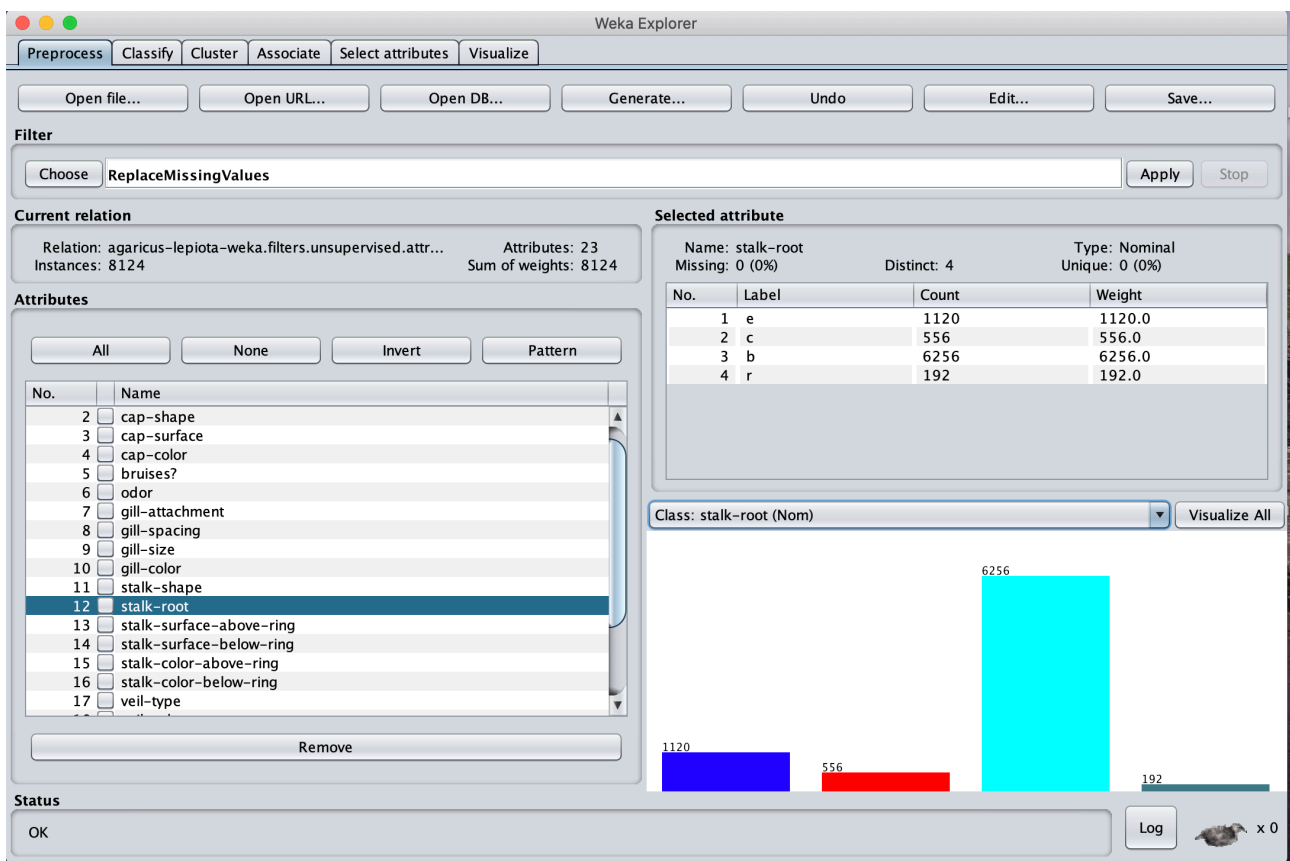 Weka Explorer
Preprocess Classify Cluster Associate Select attributes Visualize
Open file... Open URL... Open DB... Generate... Undo Edit... Save...
Filter
Choose ReplaceMissingValues Apply Stop
Current relation
Relation: agaricus-lepiota-weka.filters.unsupervised.attr... Attributes: 23
Instances: 8124 Sum of weights: 8124
Attributes
All None Invert Pattern
No. Name
2 cap-shape
3 cap-surface
4 cap-color
5 bruises?
6 odor
7 gill-attachment
8 gill-spacing
9 gill-size
10 gill-color
11 stalk-shape
12 stalk-root
13 stalk-surface-above-ring
14 stalk-surface-below-ring
15 stalk-color-above-ring
16 stalk-color-below-ring
17 veil-type
Remove
Selected attribute
Name: stalk-root Type: Nominal
Missing: 0 (0%) Distinct: 4 Unique: 0 (0%)
No. Label Count Weight
1 e 1120 1120.0
2 c 556 556.0
3 b 6256 6256.0
4 r 192 192.0
Class: stalk-root (Nom) Visualize All
6256
1120
556
192
Status
OK Log x 0